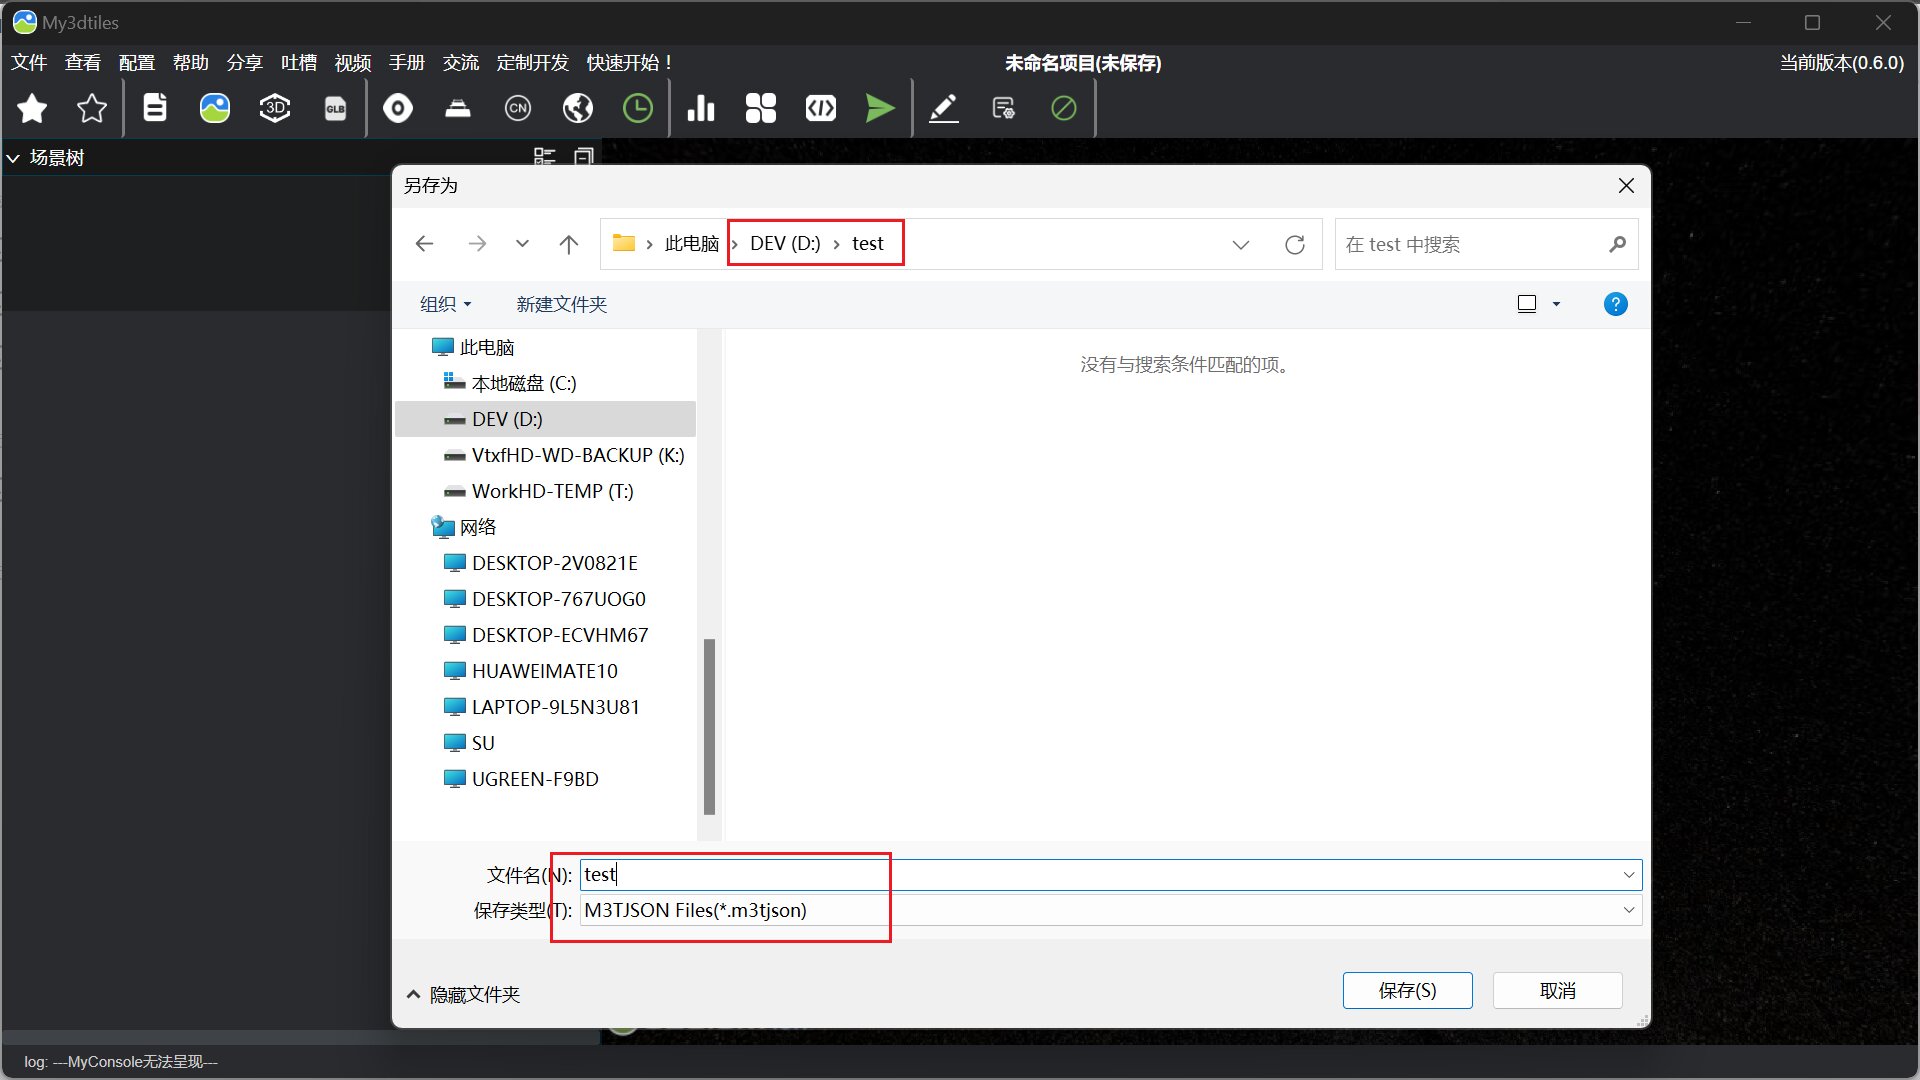 My3dtiles
文件 查看 配置 帮助 分享 吐槽 视频 手册 交流 定制开发 快速开始！ 未命名项目(未保存) 当前版本(0.6.0)
3D GLB CN
场景树
另存为
此电脑 › DEV (D:) › test 在 test 中搜索
组织 新建文件夹 ?
此电脑
没有与搜索条件匹配的项。
本地磁盘 (C:)
DEV (D:)
VtxfHD-WD-BACKUP (K:)
WorkHD-TEMP (T:)
网络
DESKTOP-2V0821E
DESKTOP-767UOG0
DESKTOP-ECVHM67
HUAWEIMATE10
LAPTOP-9L5N3U81
SU
UGREEN-F9BD
文件名(N): test
保存类型(T): M3TJSON Files(*.m3tjson)
隐藏文件夹 保存(S) 取消
log: ---MyConsole无法呈现---